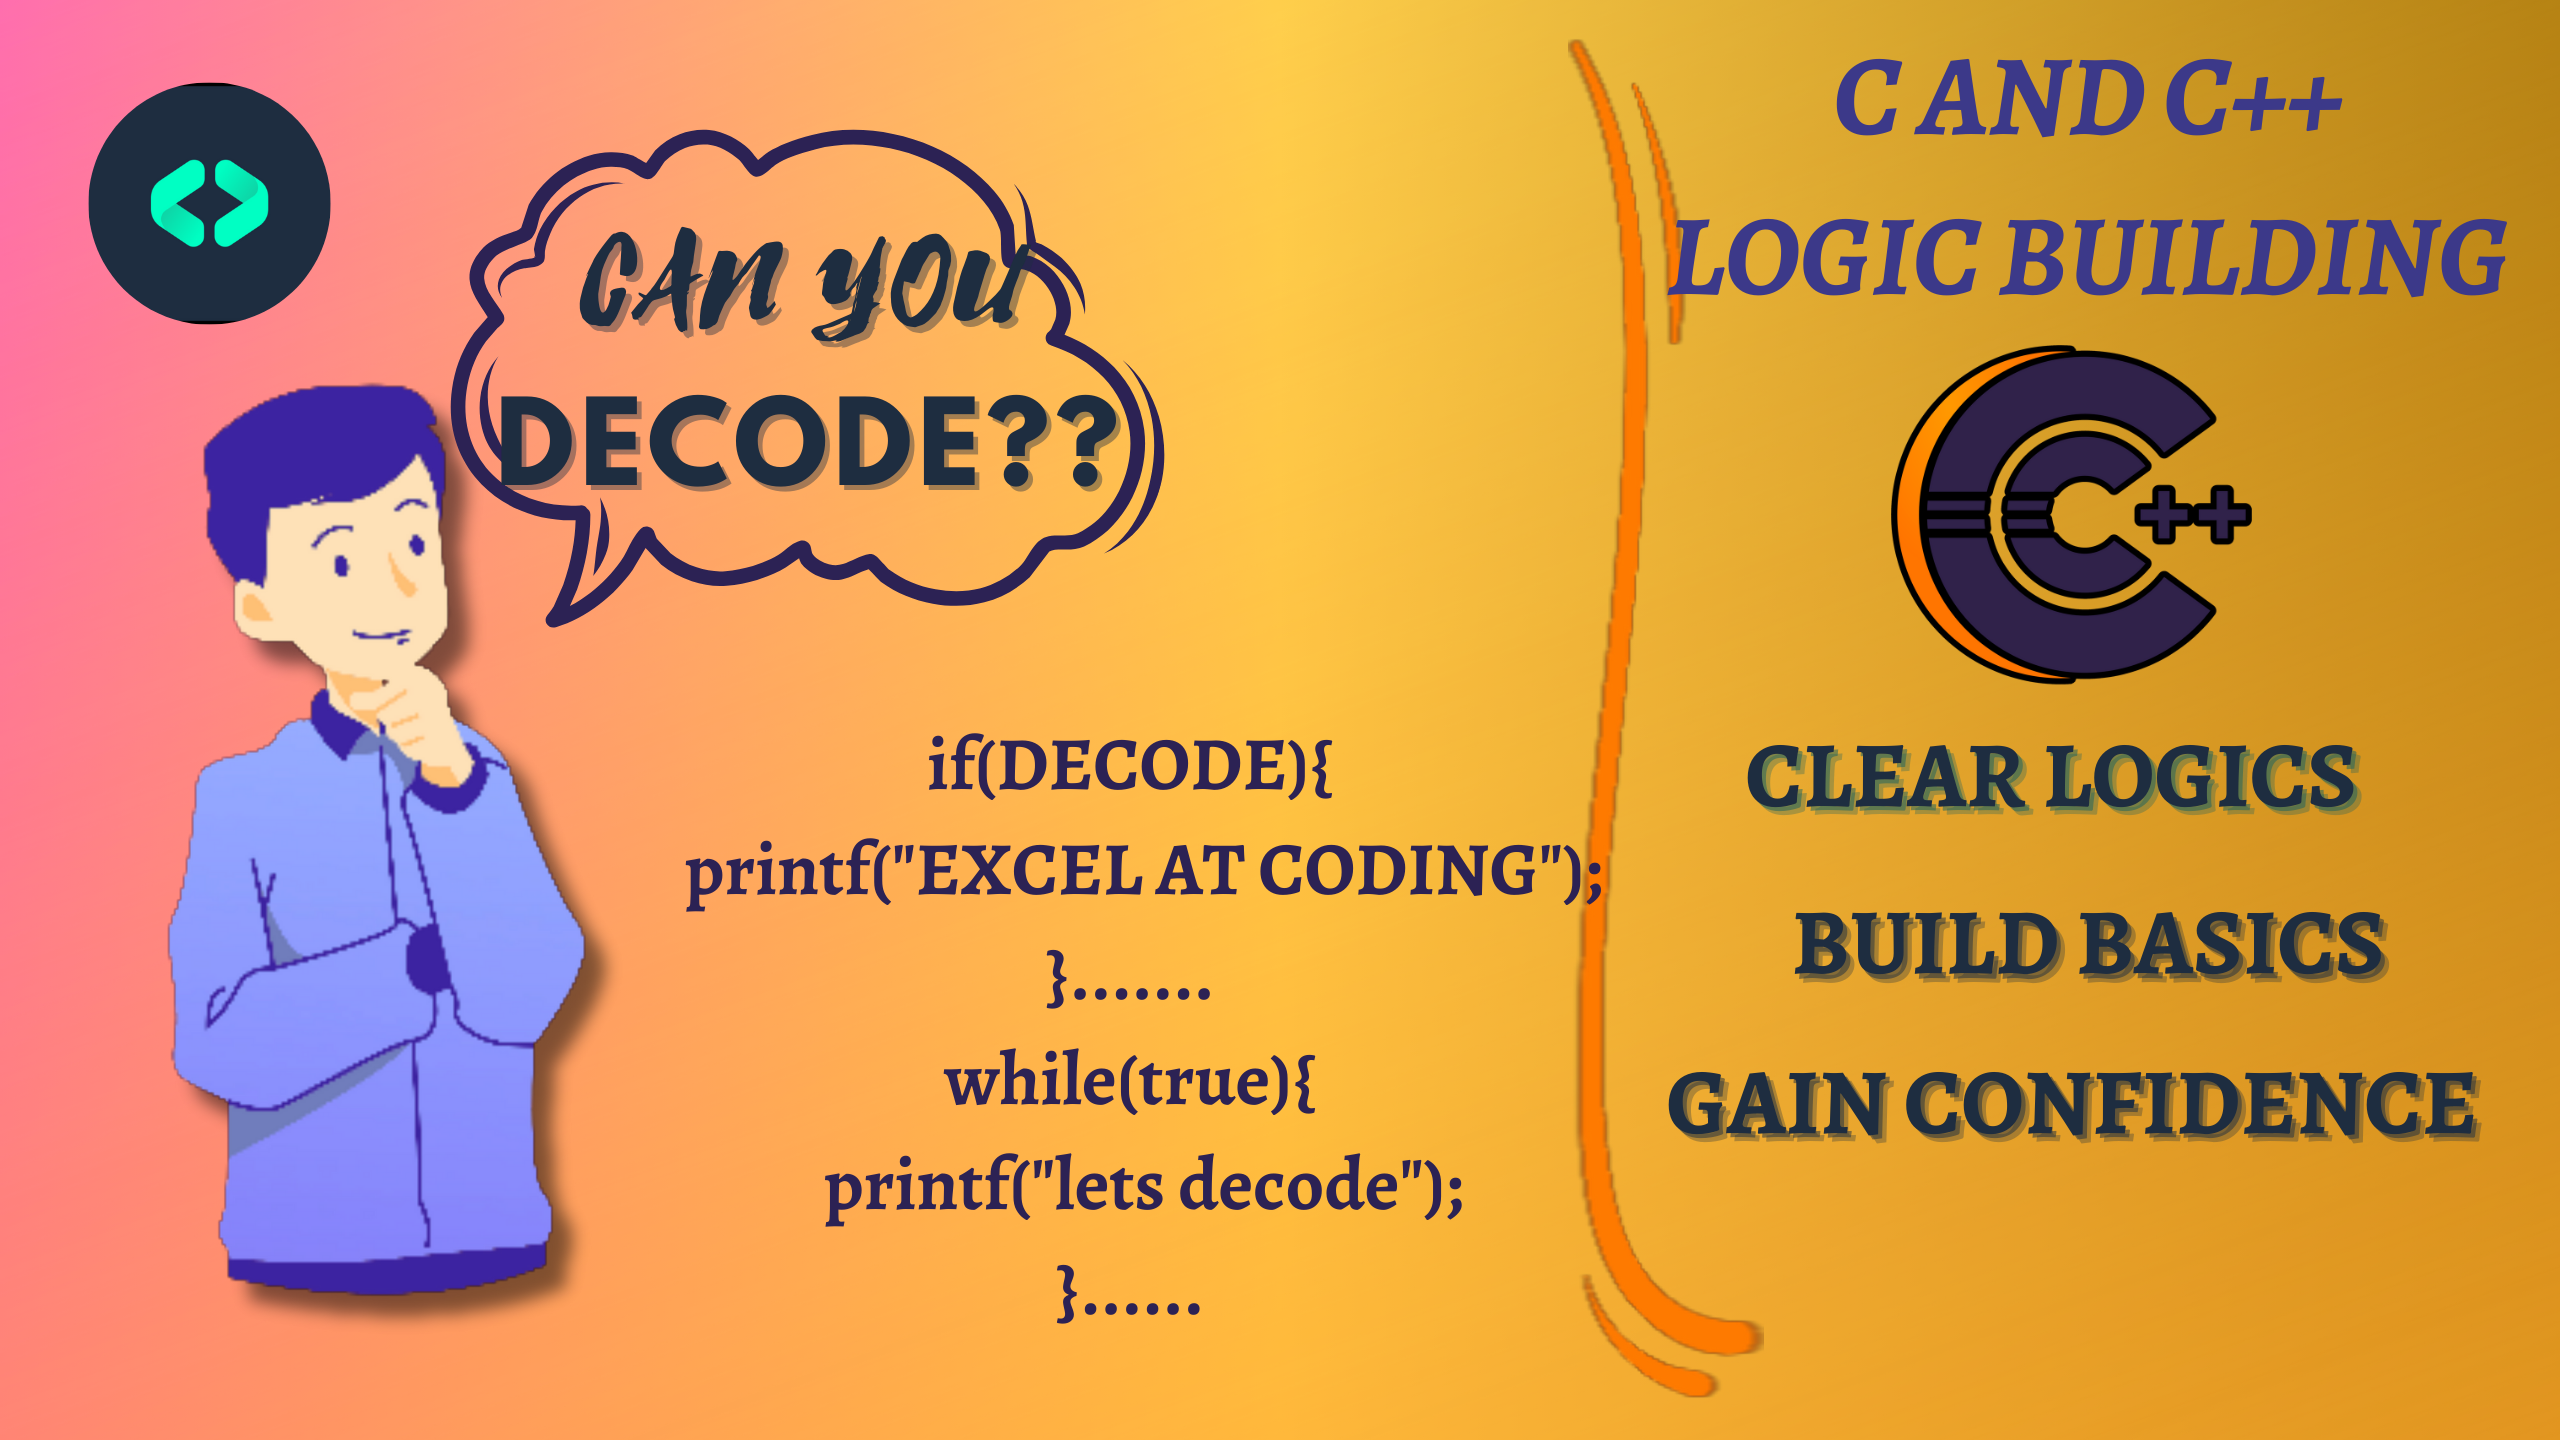 CAN YOU
DECODE??
if(DECODE){
printf("EXCEL AT CODING");
}.......
while(true){
printf("lets decode");
}......
C AND C++
LOGIC BUILDING
C++
CLEAR LOGICS
BUILD BASICS
GAIN CONFIDENCE